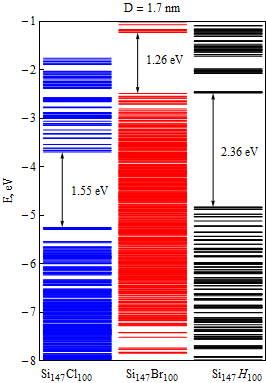 D = 1.7 nm
E, eV
−1
−2
−3
−4
−5
−6
−7
−8
1.26 eV
2.36 eV
1.55 eV
Si₁₄₇Cl₁₀₀ Si₁₄₇Br₁₀₀ Si₁₄₇H₁₀₀